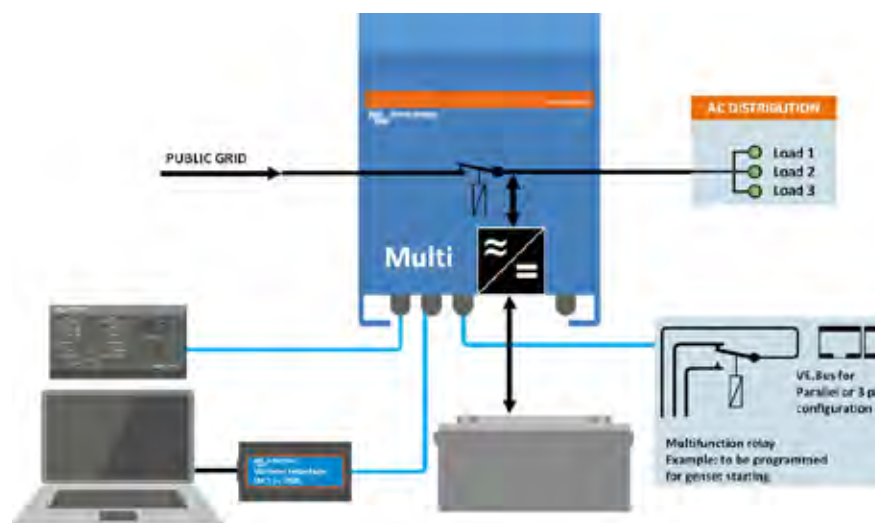 PUBLIC GRID
AC DISTRIBUTION
Load 1
Load 2
Load 3
Multi
VE.Bus for
Parallel or 3 p
configuration
Multifunction relay
Example: to be programmed
for genset starting